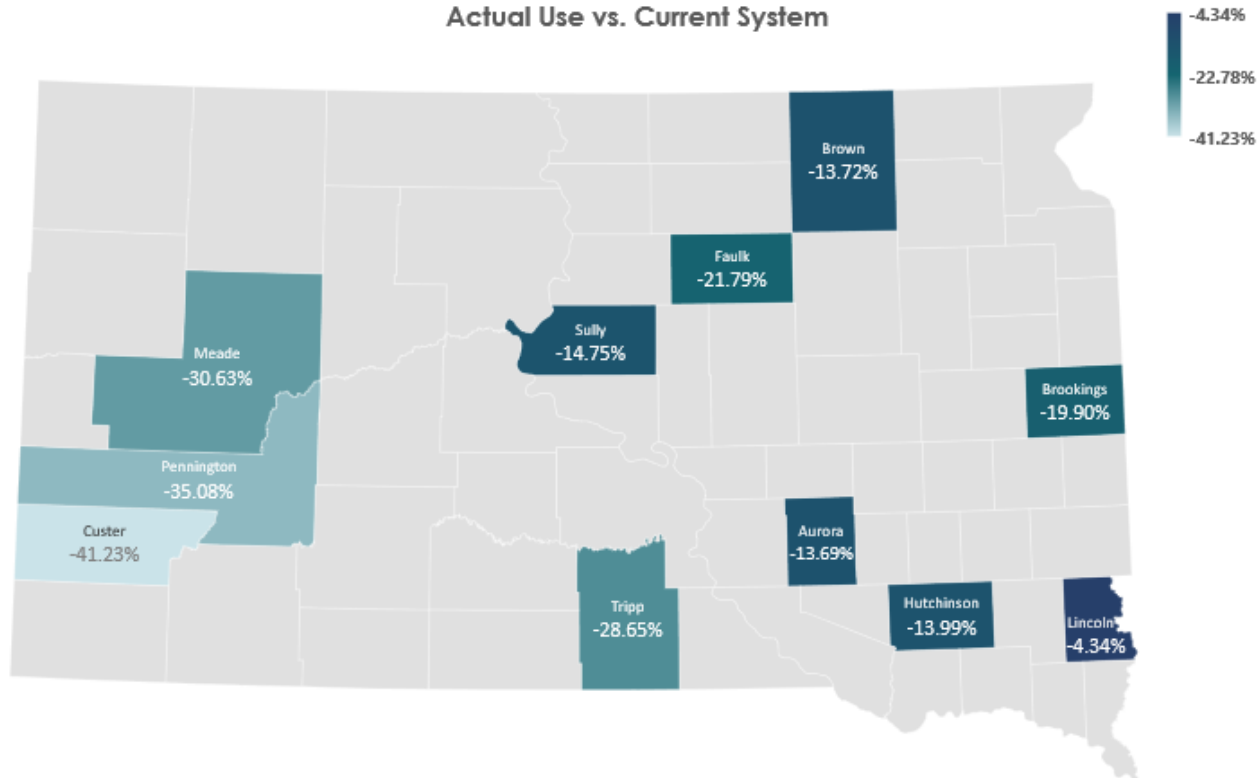 Actual Use vs. Current System
-4.34%
-22.78%
-41.23%
Brown
-13.72%
Faulk
-21.79%
Sully
-14.75%
Meade
-30.63%
Brookings
-19.90%
Pennington
-35.08%
Custer
-41.23%
Aurora
-13.69%
Tripp
-28.65%
Hutchinson
-13.99%
Lincoln
-4.34%